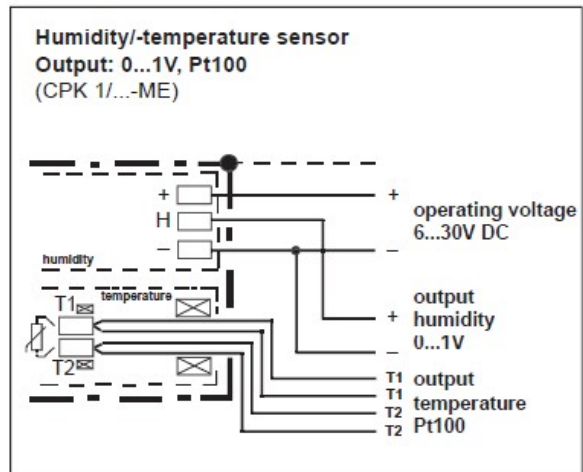 Humidity/-temperature sensor
Output: 0...1V, Pt100
(CPK 1/...-ME)
+
H
–
humidity
+
–
operating voltage
6...30V DC
T1
temperature
T2
+
–
output
humidity
0...1V
T1
T1
T2
T2
output
temperature
Pt100